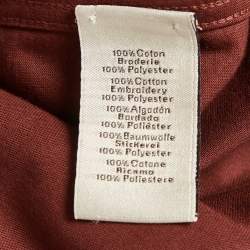 100%Coton
Broderie
100% Polyester
100%Cotton
Embroidery
100% Polyester
100%Algodón
Bordado
100% Poliéster
100%Baumwolle
Stickerei
100% Polyester
100%Cotone
Ricamo
100% Poliestere